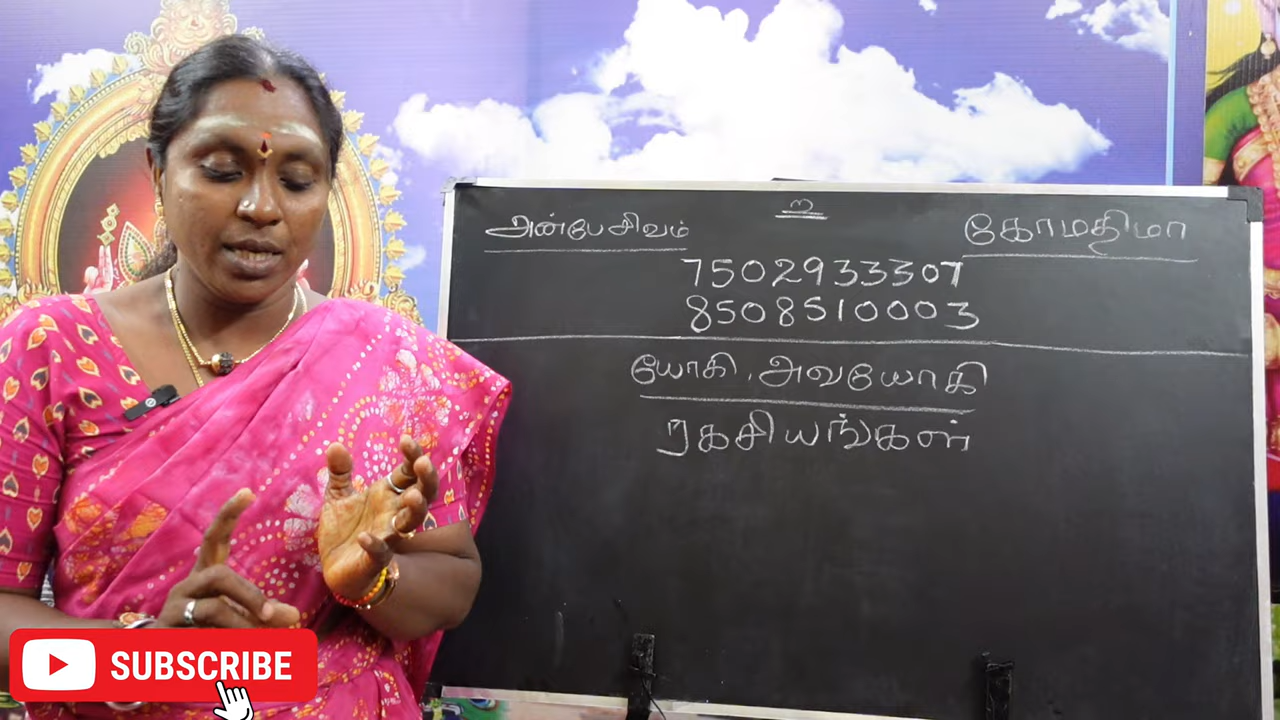 உ
அன்பே சிவம் கோமதிமா
7502933307
8508510003
யோகி, அவயோகி
ரகசியங்கள்
SUBSCRIBE